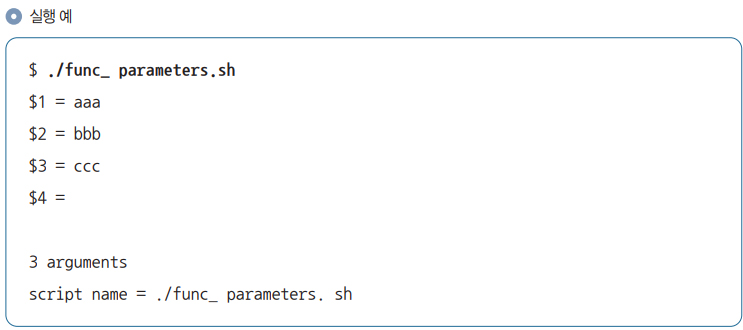 실행 예
$ ./func_ parameters.sh
$1 = aaa
$2 = bbb
$3 = ccc
$4 =
3 arguments
script name = ./func_ parameters. sh